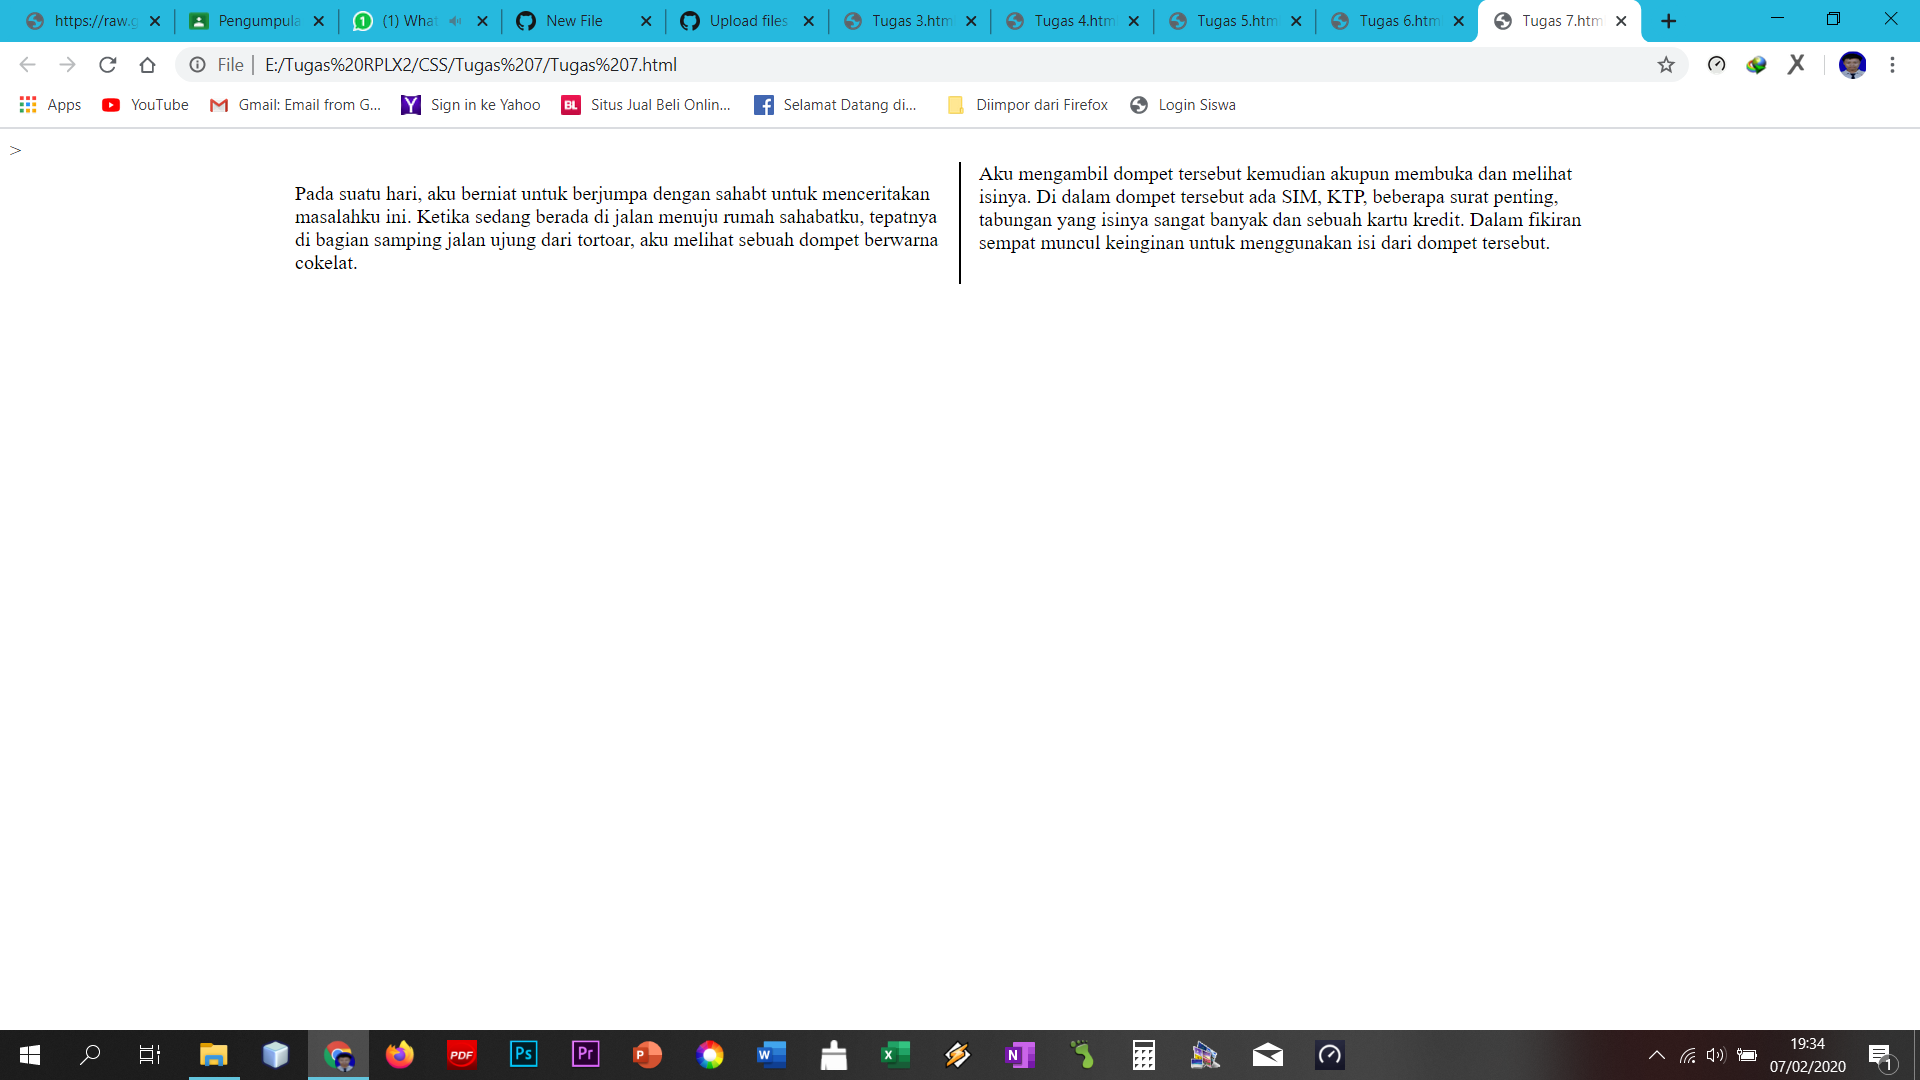 https://raw.g
Pengumpula
(1) What
New File
Upload files
Tugas 3.htm
Tugas 4.htm
Tugas 5.htm
Tugas 6.htm
Tugas 7.htm
File | E:/Tugas%20RPLX2/CSS/Tugas%207/Tugas%207.html
Apps
YouTube
Gmail: Email from G...
Sign in ke Yahoo
BL Situs Jual Beli Onlin...
Selamat Datang di...
Diimpor dari Firefox
Login Siswa
>
Pada suatu hari, aku berniat untuk berjumpa dengan sahabt untuk menceritakan
masalahku ini. Ketika sedang berada di jalan menuju rumah sahabatku, tepatnya
di bagian samping jalan ujung dari tortoar, aku melihat sebuah dompet berwarna
cokelat.
Aku mengambil dompet tersebut kemudian akupun membuka dan melihat
isinya. Di dalam dompet tersebut ada SIM, KTP, beberapa surat penting,
tabungan yang isinya sangat banyak dan sebuah kartu kredit. Dalam fikiran
sempat muncul keinginan untuk menggunakan isi dari dompet tersebut.
PDF
Ps
Pr
P
W
X
N
19:34
07/02/2020
1